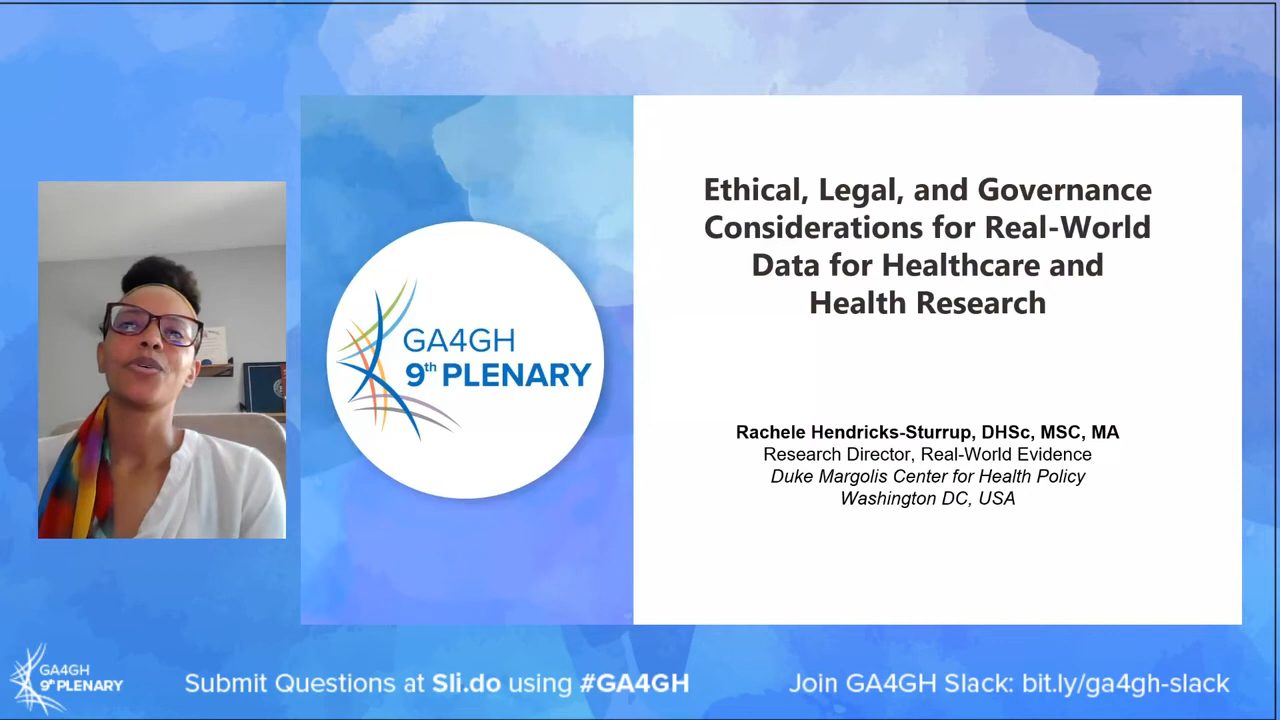 Ethical, Legal, and Governance
Considerations for Real-World
Data for Healthcare and
Health Research
GA4GH
9th PLENARY
Rachele Hendricks-Sturrup, DHSc, MSC, MA
Research Director, Real-World Evidence
Duke Margolis Center for Health Policy
Washington DC, USA
GA4GH
9th PLENARY
Submit Questions at Sli.do using #GA4GH
Join GA4GH Slack: bit.ly/ga4gh-slack